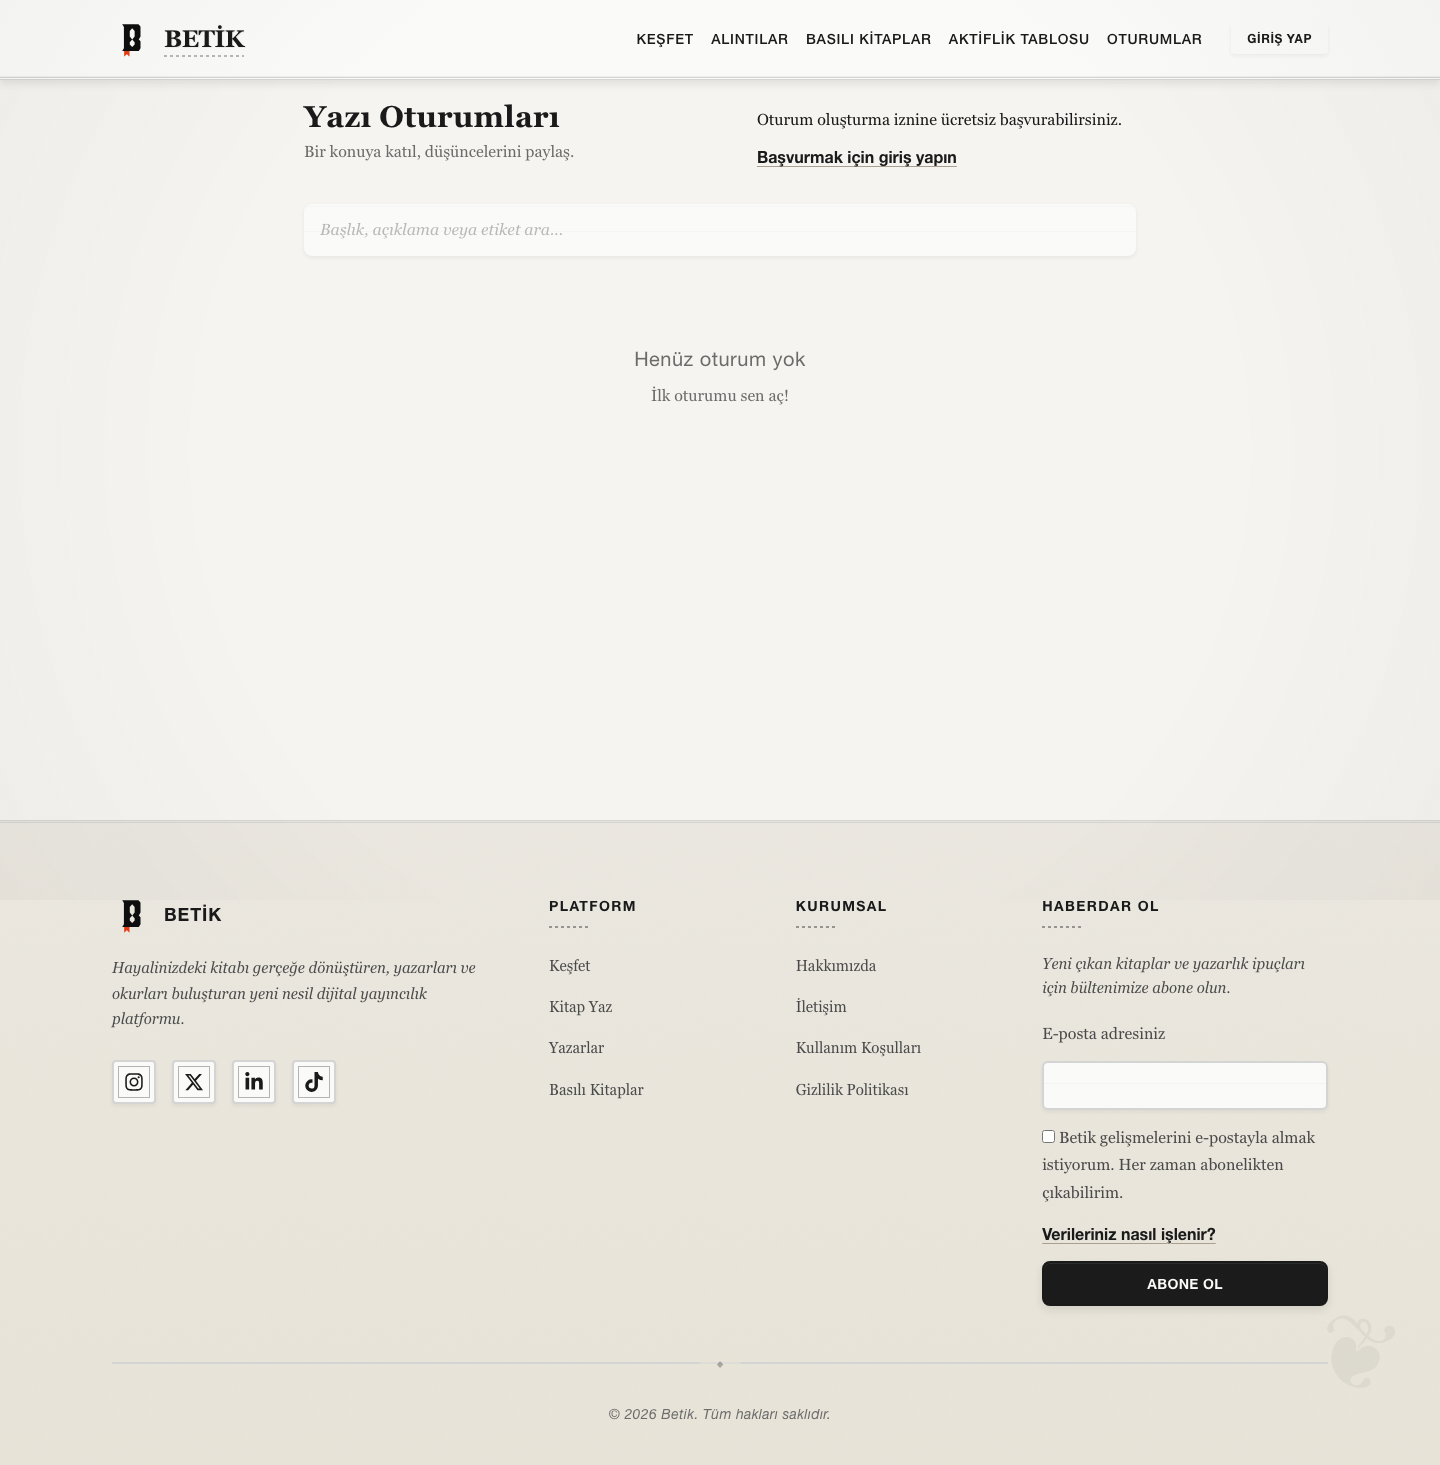 BETİK
KEŞFET ALINTILAR BASILI KİTAPLAR AKTİFLİK TABLOSU OTURUMLAR GİRİŞ YAP
Yazı Oturumları
Bir konuya katıl, düşüncelerini paylaş.
Oturum oluşturma iznine ücretsiz başvurabilirsiniz.
Başvurmak için giriş yapın
Başlık, açıklama veya etiket ara...
Henüz oturum yok
İlk oturumu sen aç!
BETİK
Hayalinizdeki kitabı gerçeğe dönüştüren, yazarları ve
okurları buluşturan yeni nesil dijital yayıncılık
platformu.
PLATFORM
Keşfet
Kitap Yaz
Yazarlar
Basılı Kitaplar
KURUMSAL
Hakkımızda
İletişim
Kullanım Koşulları
Gizlilik Politikası
HABERDAR OL
Yeni çıkan kitaplar ve yazarlık ipuçları
için bültenimize abone olun.
E-posta adresiniz
Betik gelişmelerini e-postayla almak
istiyorum. Her zaman abonelikten
çıkabilirim.
Verileriniz nasıl işlenir?
ABONE OL
© 2026 Betik. Tüm hakları saklıdır.